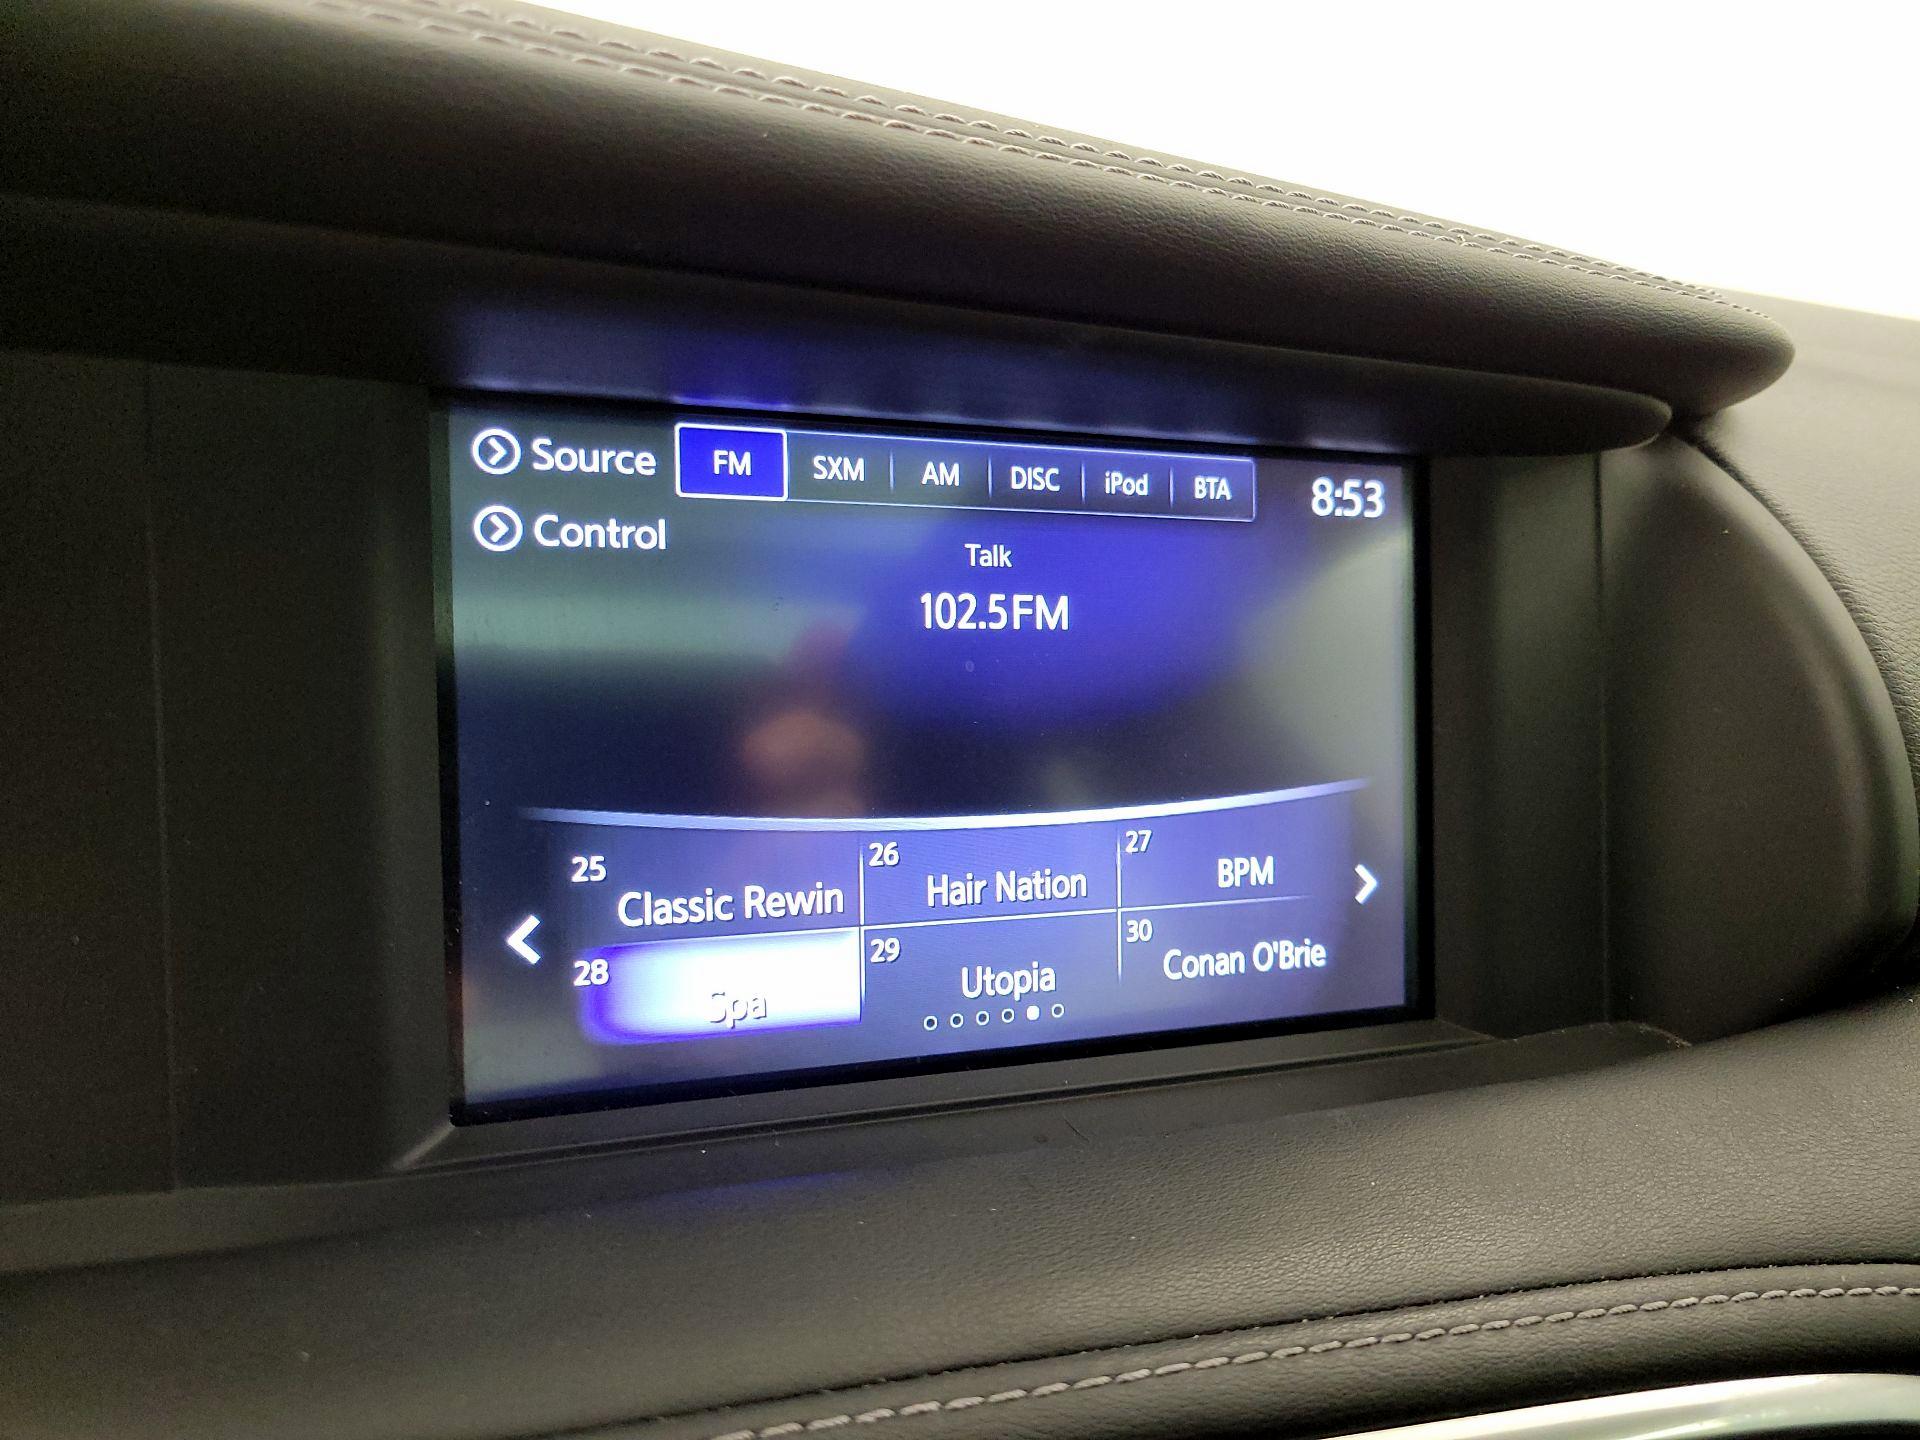 Source FM SXM AM DISC iPod BTA 8:53
Control
Talk
102.5FM
25 Classic Rewin
26 Hair Nation
27 BPM
28 Spa
29 Utopia
30 Conan O'Brie